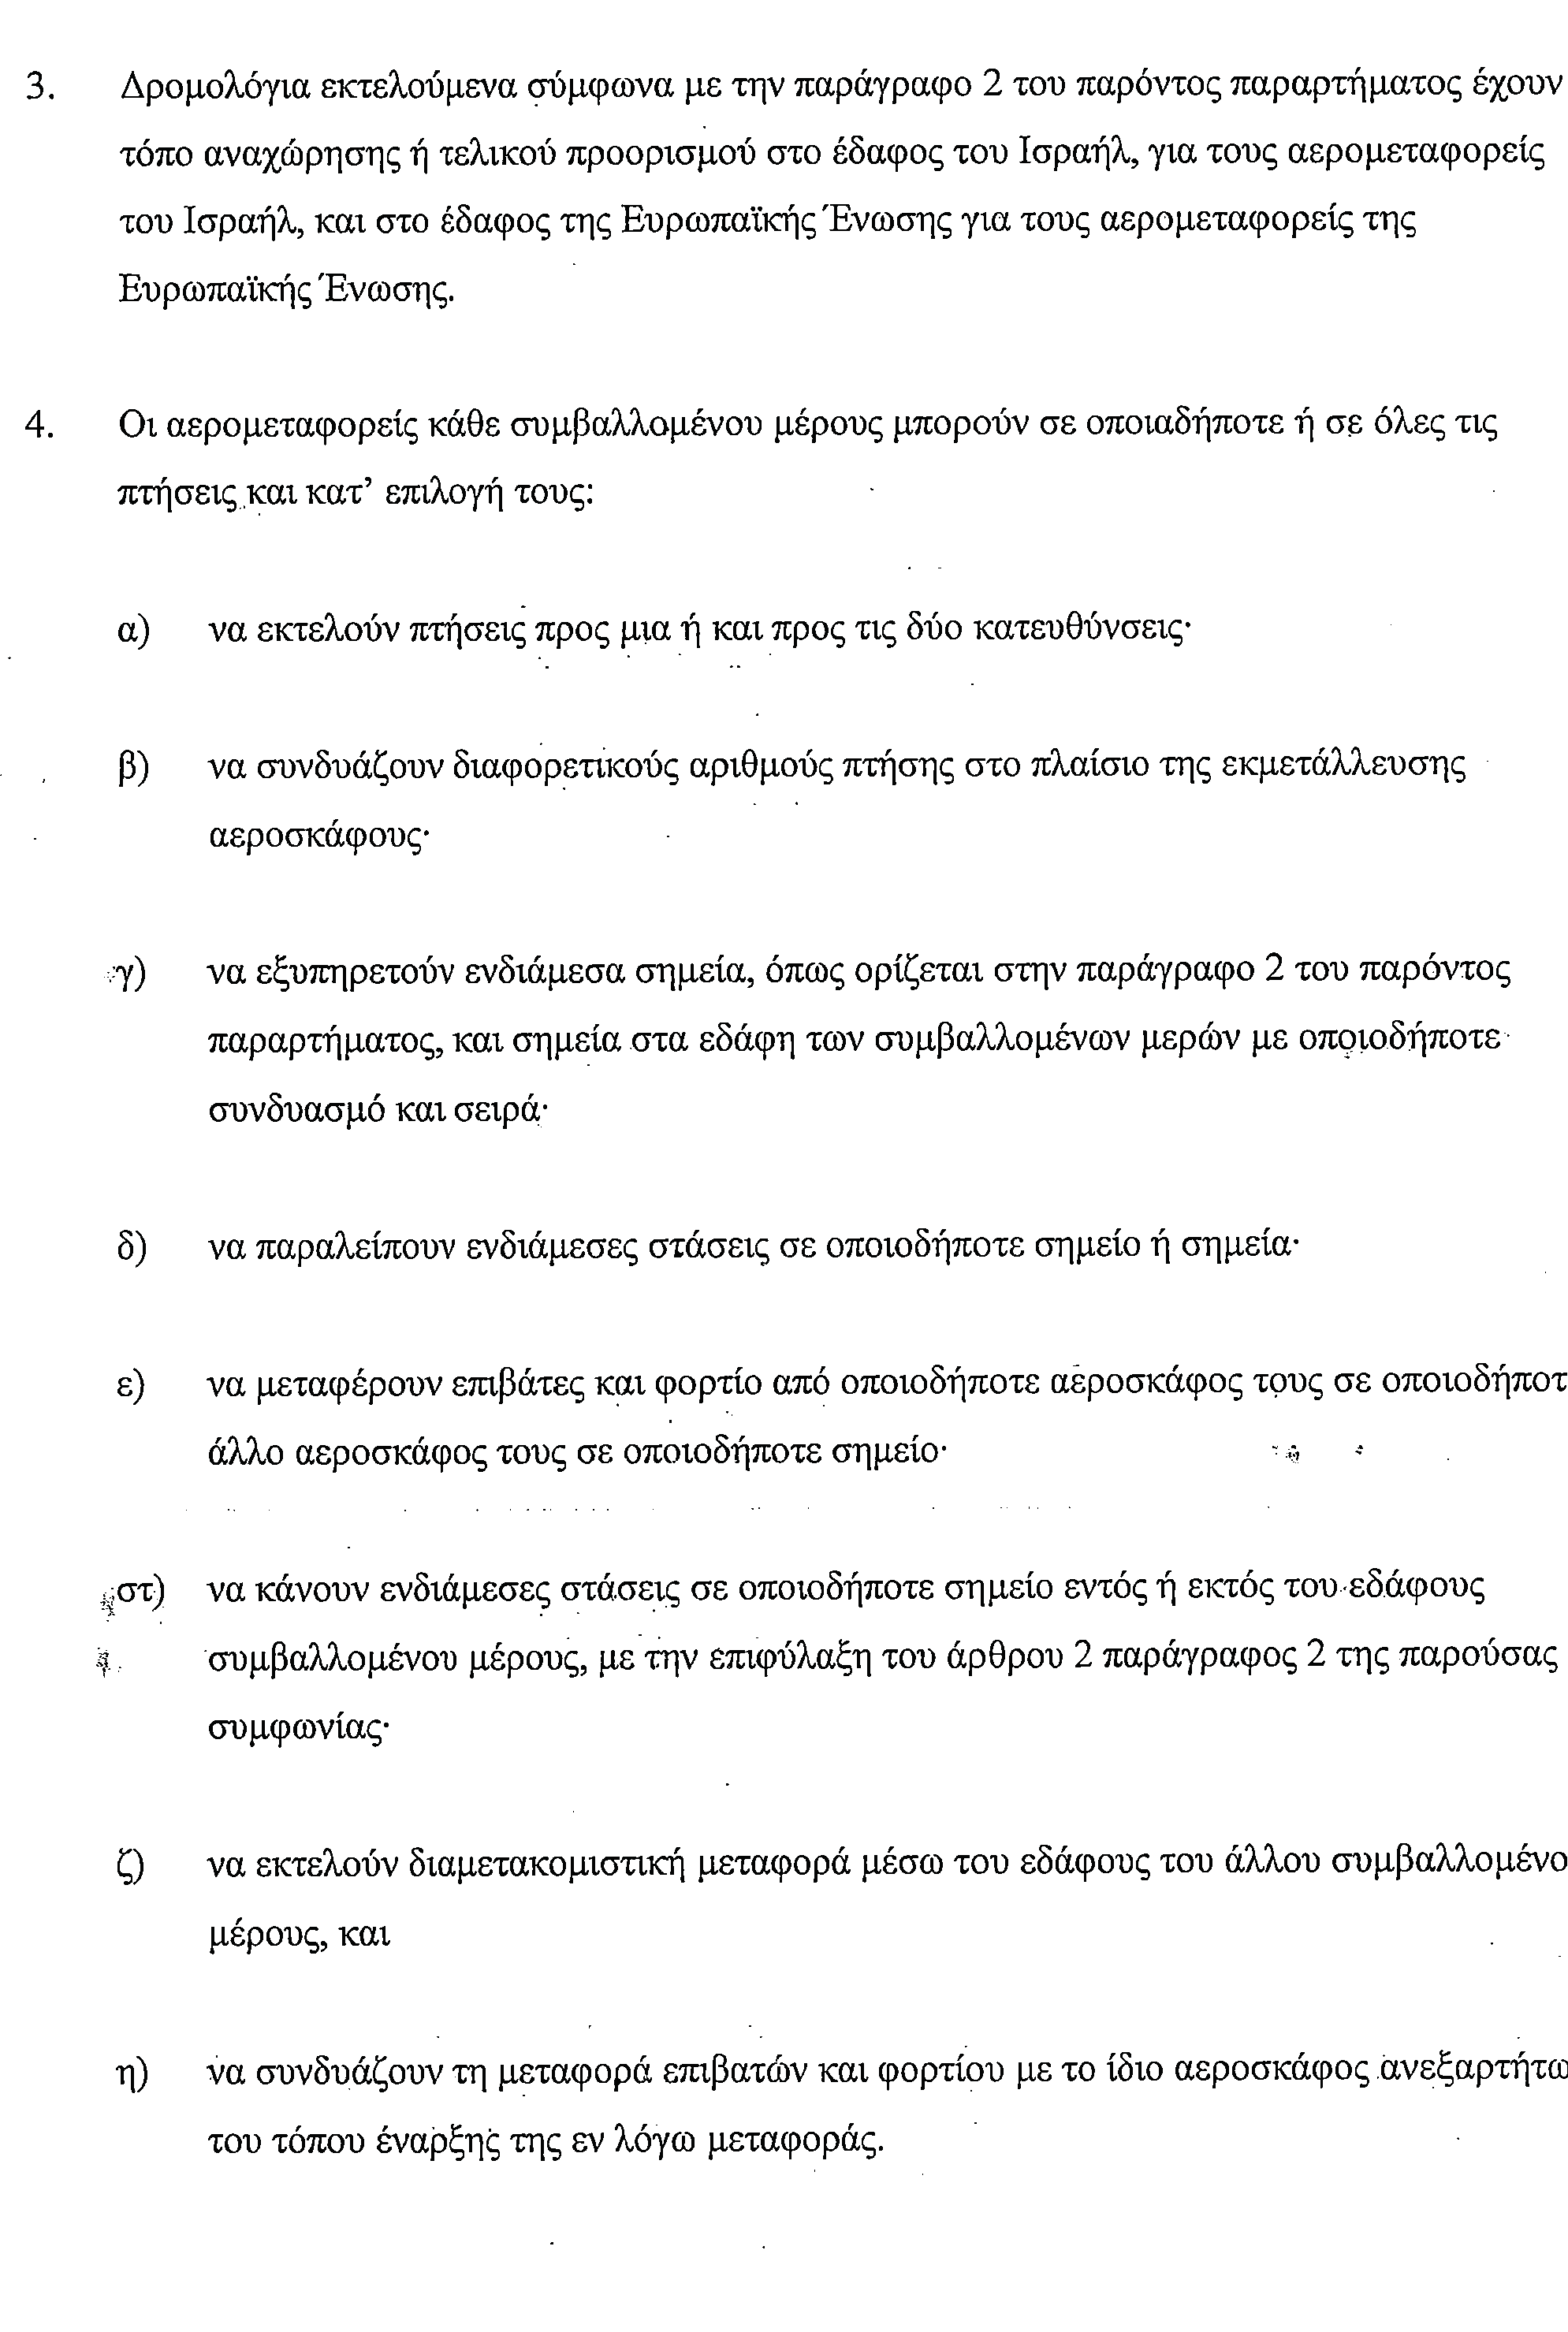 3. Δρομολόγια εκτελούμενα σύμφωνα με την παράγραφο 2 του παρόντος παραρτήματος έχουν
τόπο αναχώρησης ή τελικού προορισμού στο έδαφος του Ισραήλ, για τους αερομεταφορείς
του Ισραήλ, και στο έδαφος της Ευρωπαϊκής Ένωσης για τους αερομεταφορείς της
Ευρωπαϊκής Ένωσης.
4. Οι αερομεταφορείς κάθε συμβαλλομένου μέρους μπορούν σε οποιαδήποτε ή σε όλες τις
πτήσεις και κατ’ επιλογή τους:
α) να εκτελούν πτήσεις προς μια ή και προς τις δύο κατευθύνσεις·
β) να συνδυάζουν διαφορετικούς αριθμούς πτήσης στο πλαίσιο της εκμετάλλευσης
αεροσκάφους·
γ) να εξυπηρετούν ενδιάμεσα σημεία, όπως ορίζεται στην παράγραφο 2 του παρόντος
παραρτήματος, και σημεία στα εδάφη των συμβαλλομένων μερών με οποιοδήποτε
συνδυασμό και σειρά·
δ) να παραλείπουν ενδιάμεσες στάσεις σε οποιοδήποτε σημείο ή σημεία·
ε) να μεταφέρουν επιβάτες και φορτίο από οποιοδήποτε αεροσκάφος τους σε οποιοδήποτ
άλλο αεροσκάφος τους σε οποιοδήποτε σημείο·
στ) να κάνουν ενδιάμεσες στάσεις σε οποιοδήποτε σημείο εντός ή εκτός του εδάφους
συμβαλλομένου μέρους, με την επιφύλαξη του άρθρου 2 παράγραφος 2 της παρούσας
συμφωνίας·
ζ) να εκτελούν διαμετακομιστική μεταφορά μέσω του εδάφους του άλλου συμβαλλομένο
μέρους, και
η) να συνδυάζουν τη μεταφορά επιβατών και φορτίου με το ίδιο αεροσκάφος ανεξαρτήτω
του τόπου έναρξης της εν λόγω μεταφοράς.